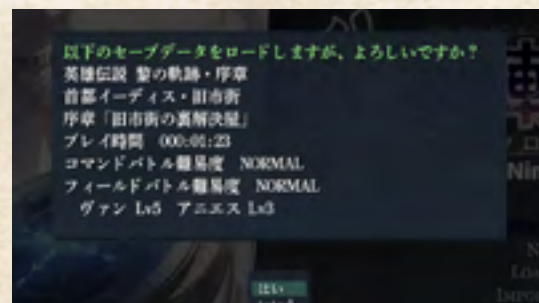 以下のセーブデータをロードしますが、よろしいですか？
英雄伝説 黎の軌跡・序章
首都イーディス・旧市街
序章「旧市街の裏解決屋」
プレイ時間　000:01:23
コマンドバトル難易度　NORMAL
フィールドバトル難易度　NORMAL
ヴァン Lv5　アニエス Lv3
はい